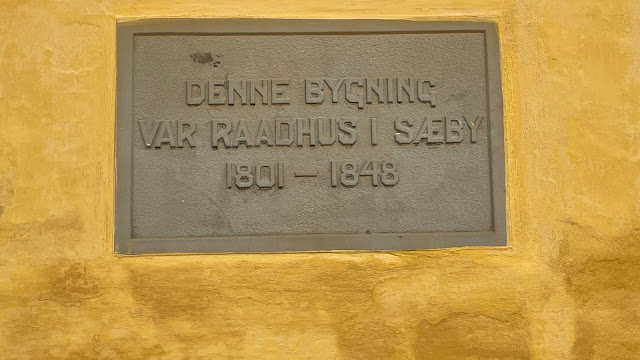 DENNE BYGNING
VAR RAADHUS I SÆBY
1801 – 1848